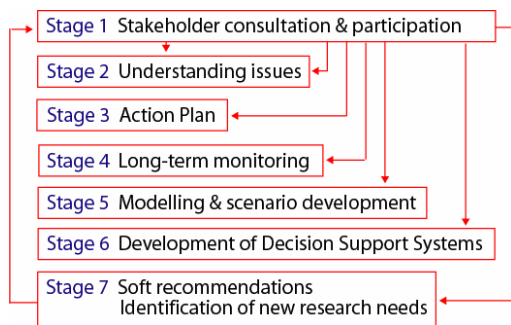 Stage 1 Stakeholder consultation & participation
Stage 2 Understanding issues
Stage 3 Action Plan
Stage 4 Long-term monitoring
Stage 5 Modelling & scenario development
Stage 6 Development of Decision Support Systems
Stage 7 Soft recommendations
Identification of new research needs